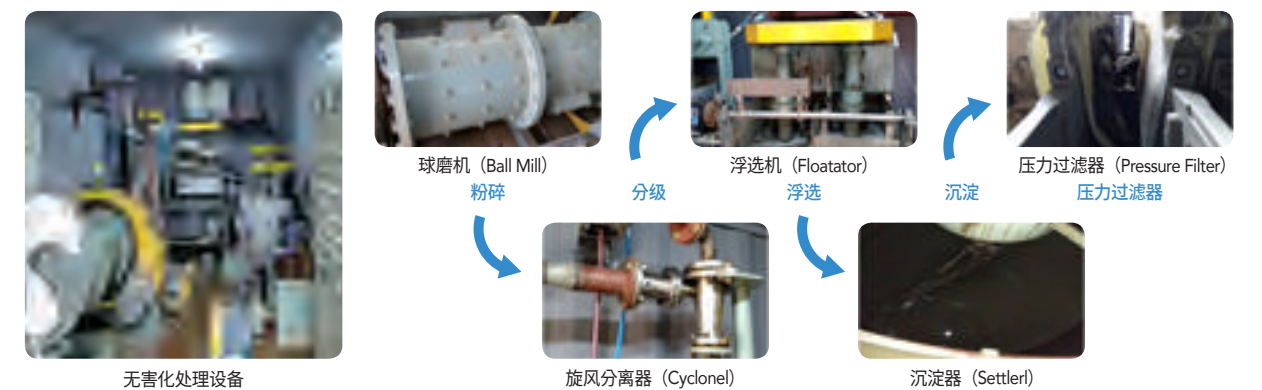 球磨机（Ball Mill）
浮选机（Floatator）
压力过滤器（Pressure Filter）
粉碎
分级
浮选
沉淀
压力过滤器
无害化处理设备
旋风分离器（Cyclonel）
沉淀器（Settlerl）